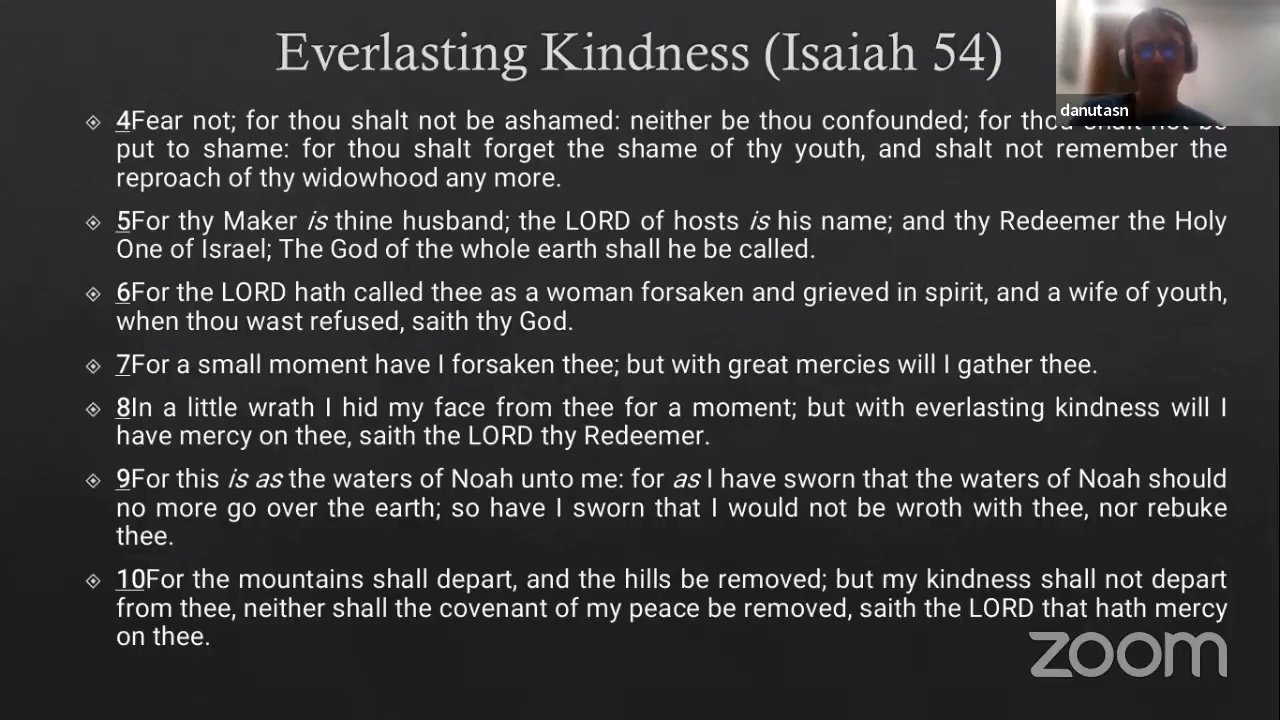 Everlasting Kindness (Isaiah 54)
danutasn
4Fear not; for thou shalt not be ashamed: neither be thou confounded; for thou shalt not be
put to shame: for thou shalt forget the shame of thy youth, and shalt not remember the
reproach of thy widowhood any more.
5For thy Maker is thine husband; the LORD of hosts is his name; and thy Redeemer the Holy
One of Israel; The God of the whole earth shall he be called.
6For the LORD hath called thee as a woman forsaken and grieved in spirit, and a wife of youth,
when thou wast refused, saith thy God.
7For a small moment have I forsaken thee; but with great mercies will I gather thee.
8In a little wrath I hid my face from thee for a moment; but with everlasting kindness will I
have mercy on thee, saith the LORD thy Redeemer.
9For this is as the waters of Noah unto me: for as I have sworn that the waters of Noah should
no more go over the earth; so have I sworn that I would not be wroth with thee, nor rebuke
thee.
10For the mountains shall depart, and the hills be removed; but my kindness shall not depart
from thee, neither shall the covenant of my peace be removed, saith the LORD that hath mercy
on thee.
zoom